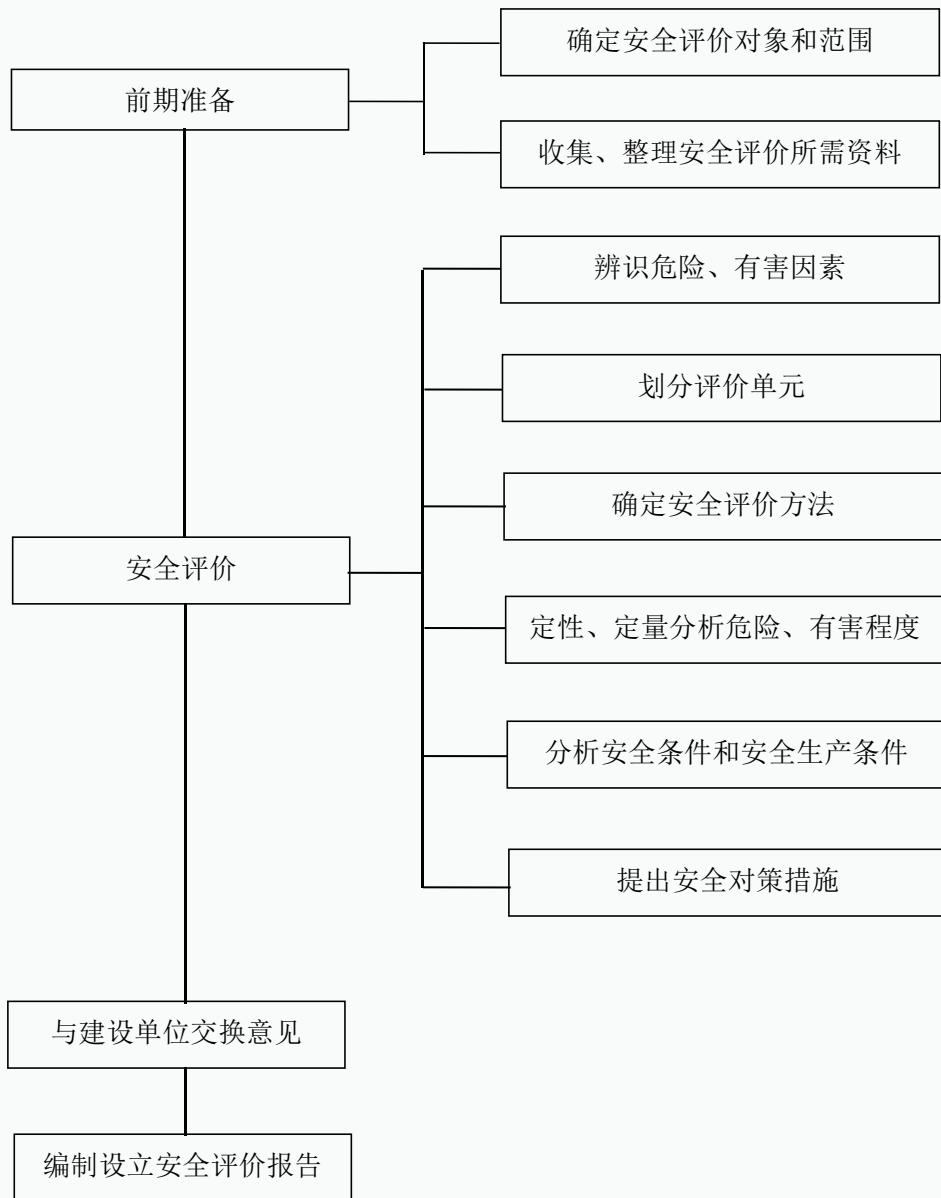 前期准备
确定安全评价对象和范围
收集、整理安全评价所需资料
安全评价
辨识危险、有害因素
划分评价单元
确定安全评价方法
定性、定量分析危险、有害程度
分析安全条件和安全生产条件
提出安全对策措施
与建设单位交换意见
编制设立安全评价报告